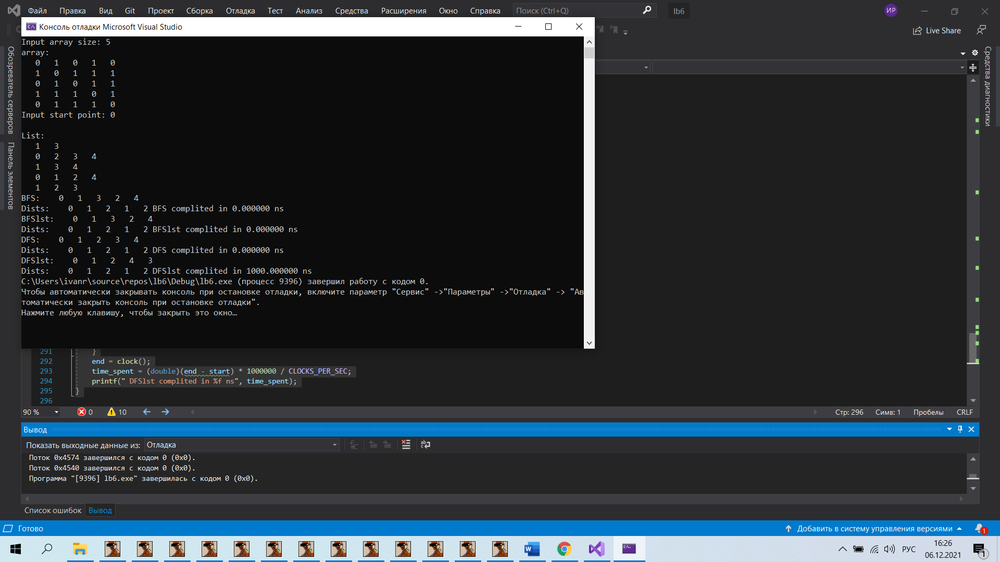 Файл Правка Вид Git Проект Сборка Отладка Тест Анализ Средства Расширения Окно Справка Поиск (Ctrl+Q) lb6 ИР
Консоль отладки Microsoft Visual Studio
Live Share
Обозреватель серверов
Панель элементов
Средства диагностики
Input array size: 5
array:
0 1 0 1 0
1 0 1 1 1
0 1 0 1 1
1 1 1 0 1
0 1 1 1 0
Input start point: 0
List:
1 3
0 2 3 4
1 3 4
0 1 2 4
1 2 3
BFS: 0 1 3 2 4
Dists: 0 1 2 1 2 BFS complited in 0.000000 ns
BFSlst: 0 1 3 2 4
Dists: 0 1 2 1 2 BFSlst complited in 0.000000 ns
DFS: 0 1 2 3 4
Dists: 0 1 2 1 2 DFS complited in 0.000000 ns
DFSlst: 0 1 2 4 3
Dists: 0 1 2 1 2 DFSlst complited in 1000.000000 ns
C:\Users\ivanr\source\repos\lb6\Debug\lb6.exe (процесс 9396) завершил работу с кодом 0.
Чтобы автоматически закрывать консоль при остановке отладки, включите параметр "Сервис" ->"Параметры" ->"Отладка" -> "Ав
томатически закрыть консоль при остановке отладки".
Нажмите любую клавишу, чтобы закрыть это окно…
291 }
292 end = clock();
293 time_spent = (double)(end - start) * 1000000 / CLOCKS_PER_SEC;
294 printf(" DFSlst complited in %f ns", time_spent);
295 }
296
90 % 0 10 Стр: 296 Симв: 1 Пробелы CRLF
Вывод
Показать выходные данные из: Отладка
Поток 0x4574 завершился с кодом 0 (0x0).
Поток 0x4540 завершился с кодом 0 (0x0).
Программа "[9396] lb6.exe" завершилась с кодом 0 (0x0).
Список ошибок Вывод
Готово Добавить в систему управления версиями 1
РУС 16:26
06.12.2021 1